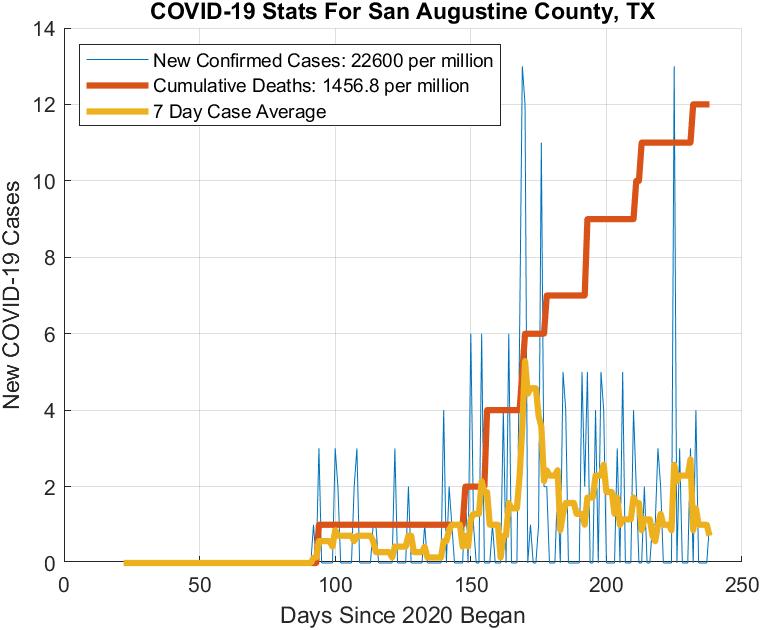 COVID-19 Stats For San Augustine County, TX
14
New Confirmed Cases: 22600 per million
Cumulative Deaths: 1456.8 per million
7 Day Case Average
12
10
8
6
4
2
0
New COVID-19 Cases
0 50 100 150 200 250
Days Since 2020 Began